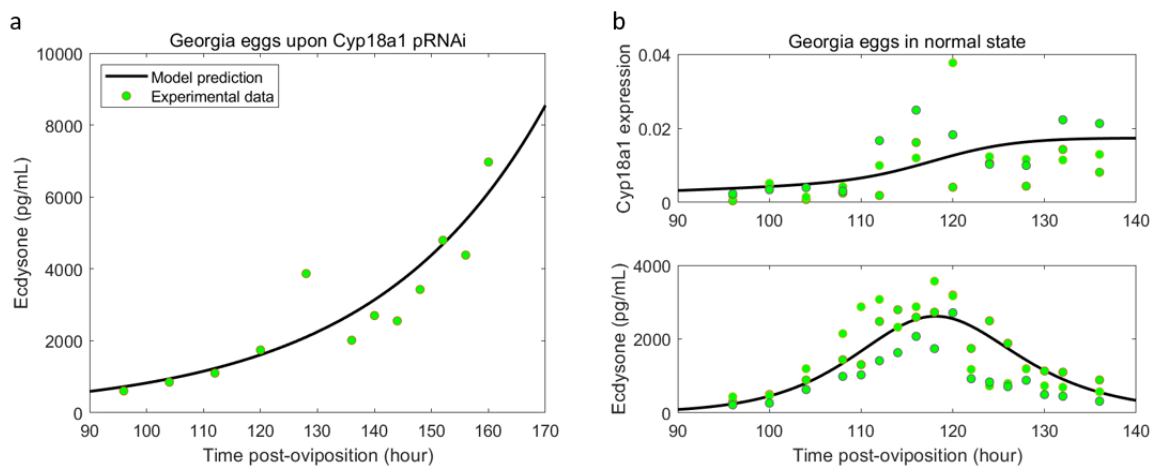 a
Georgia eggs upon Cyp18a1 pRNAi
Model prediction
Experimental data
Ecdysone (pg/mL)
10000
8000
6000
4000
2000
0
90 100 110 120 130 140 150 160 170
Time post-oviposition (hour)
b
Georgia eggs in normal state
Cyp18a1 expression
0.04
0.02
0
90 100 110 120 130 140
Ecdysone (pg/mL)
4000
2000
0
90 100 110 120 130 140
Time post-oviposition (hour)